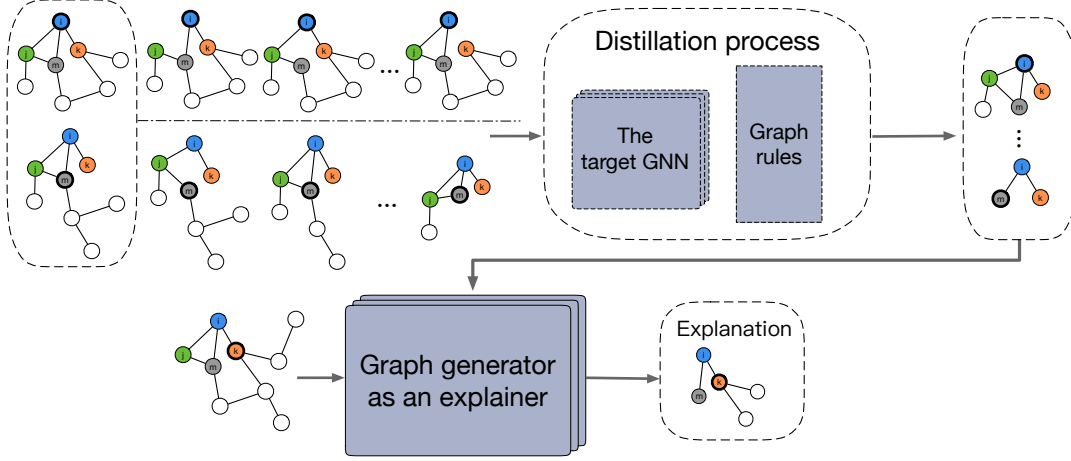 i
j
k
m
i
j
k
m
i
j
k
m
...
i
j
k
m
Distillation process
The
target GNN
Graph
rules
i
j
k
m
...
i
m
k
i
j
k
m
i
j
k
m
i
j
k
m
...
i
j
k
m
i
j
k
m
Graph generator
as an explainer
Explanation
i
k
m